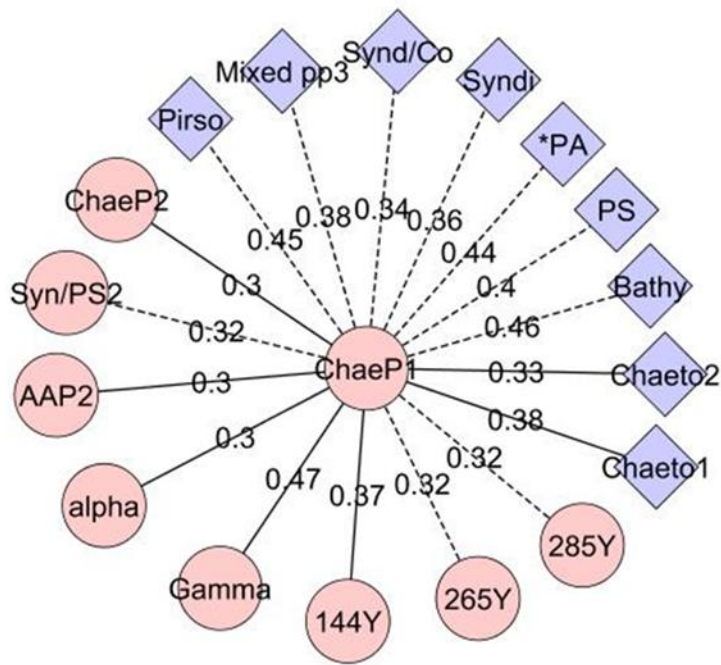 Synd/Co
Mixed pp3
Syndi
Pirso
*PA
ChaeP2
PS
0.38
0.34
0.36
0.45
0.44
Syn/PS2
0.3
0.4
Bathy
0.32
0.46
ChaeP1
0.33
Chaeto2
AAP2
0.3
0.38
0.3
0.32
Chaeto1
0.47
0.37
0.32
alpha
285Y
Gamma
265Y
144Y